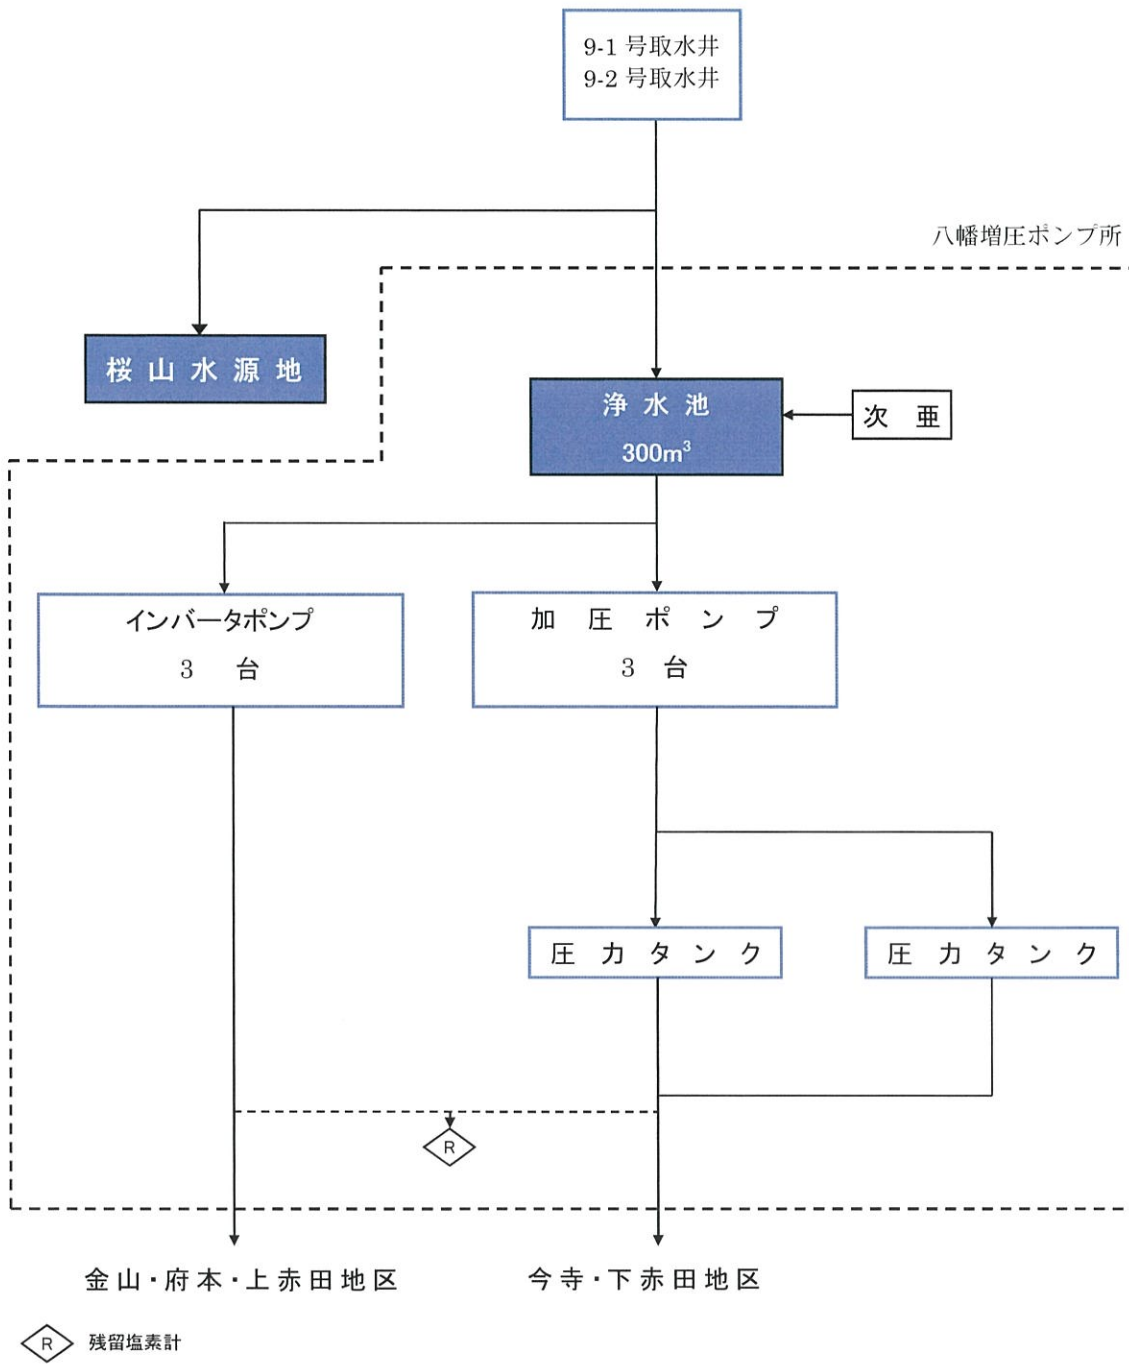 9-1 号取水井
9-2 号取水井
八幡増圧ポンプ所
桜山水源地
浄水池
300m³
次亜
インバータポンプ
3 台
加圧ポンプ
3 台
圧力タンク
圧力タンク
R
金山・府本・上赤田地区
今寺・下赤田地区
R 残留塩素計